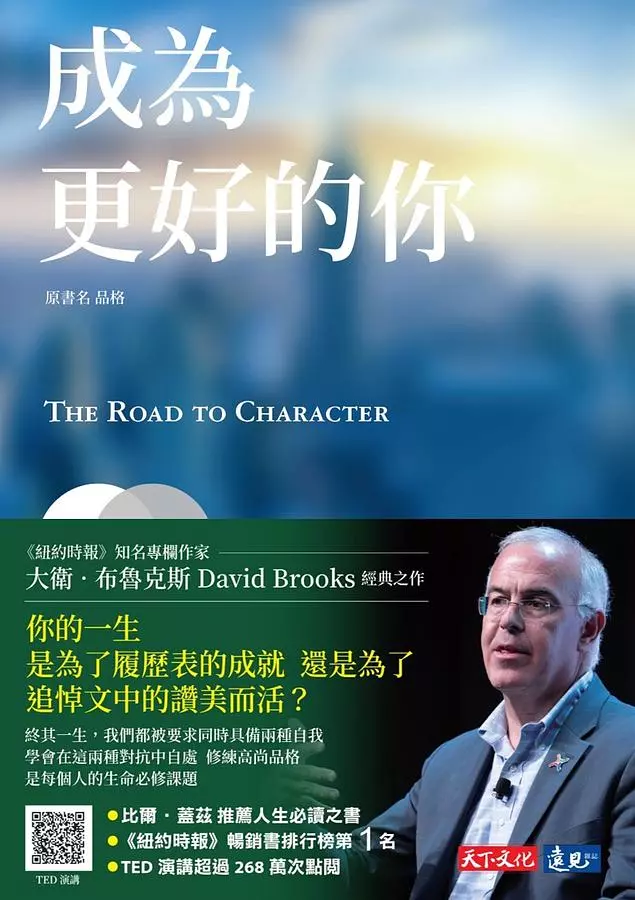 成為
更好的你
原書名 品格
THE ROAD TO CHARACTER
《紐約時報》知名專欄作家
大衛・布魯克斯 David Brooks 經典之作
你的一生
是為了履歷表的成就 還是為了
追悼文中的讚美而活？
終其一生，我們都被要求同時具備兩種自我
學會在這兩種對抗中自處 修練高尚品格
是每個人的生命必修課題
●比爾・蓋茲 推薦人生必讀之書
●《紐約時報》暢銷書排行榜第1名
●TED 演講超過 268 萬次點閱
TED 演講
天下文化
遠見雜誌